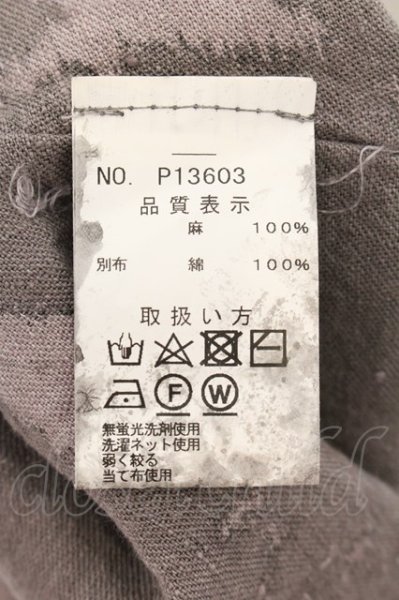 NO. P13603
品質表示
麻 100%
別布 綿 100%
取扱い方
F W
無蛍光洗剤使用
洗濯ネット使用
弱く絞る
当て布使用